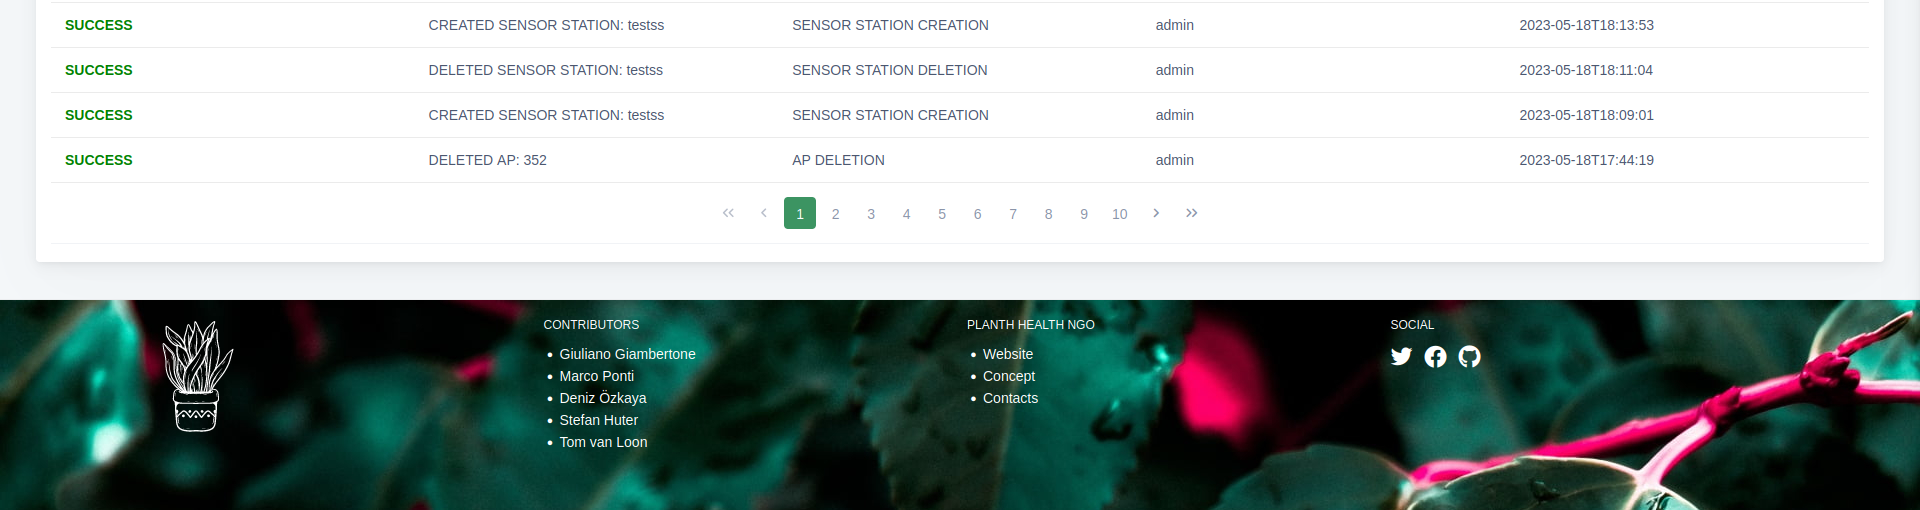 SUCCESS CREATED SENSOR STATION: testss SENSOR STATION CREATION admin 2023-05-18T18:13:53
SUCCESS DELETED SENSOR STATION: testss SENSOR STATION DELETION admin 2023-05-18T18:11:04
SUCCESS CREATED SENSOR STATION: testss SENSOR STATION CREATION admin 2023-05-18T18:09:01
SUCCESS DELETED AP: 352 AP DELETION admin 2023-05-18T17:44:19
1 2 3 4 5 6 7 8 9 10
CONTRIBUTORS
Giuliano Giambertone
Marco Ponti
Deniz Özkaya
Stefan Huter
Tom van Loon
PLANTH HEALTH NGO
Website
Concept
Contacts
SOCIAL